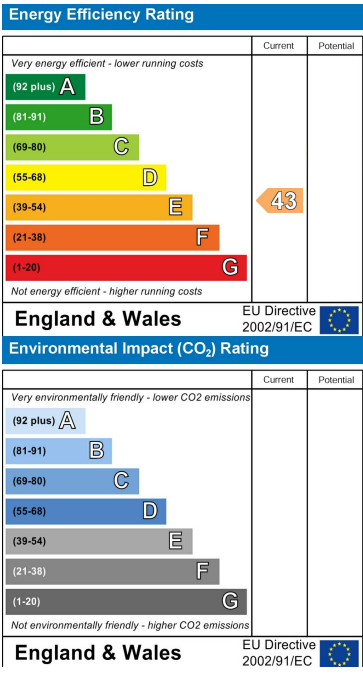 Energy Efficiency Rating
Current Potential
Very energy efficient - lower running costs
(92 plus) A
(81-91) B
(69-80) C
(55-68) D
(39-54) E
43
(21-38) F
(1-20) G
Not energy efficient - higher running costs
England & Wales
EU Directive
2002/91/EC
Environmental Impact (CO₂) Rating
Current Potential
Very environmentally friendly - lower CO2 emissions
(92 plus) A
(81-91) B
(69-80) C
(55-68) D
(39-54) E
(21-38) F
(1-20) G
Not environmentally friendly - higher CO2 emissions
England & Wales
EU Directive
2002/91/EC